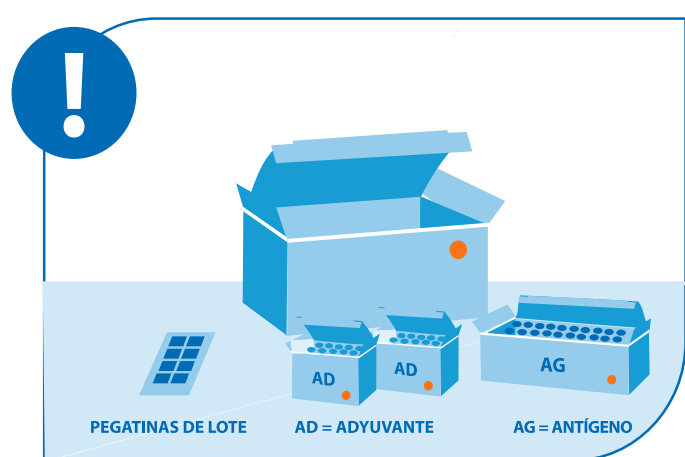 !
AD
AD
AG
PEGATINAS DE LOTE
AD = ADYUVANTE
AG = ANTÍGENO